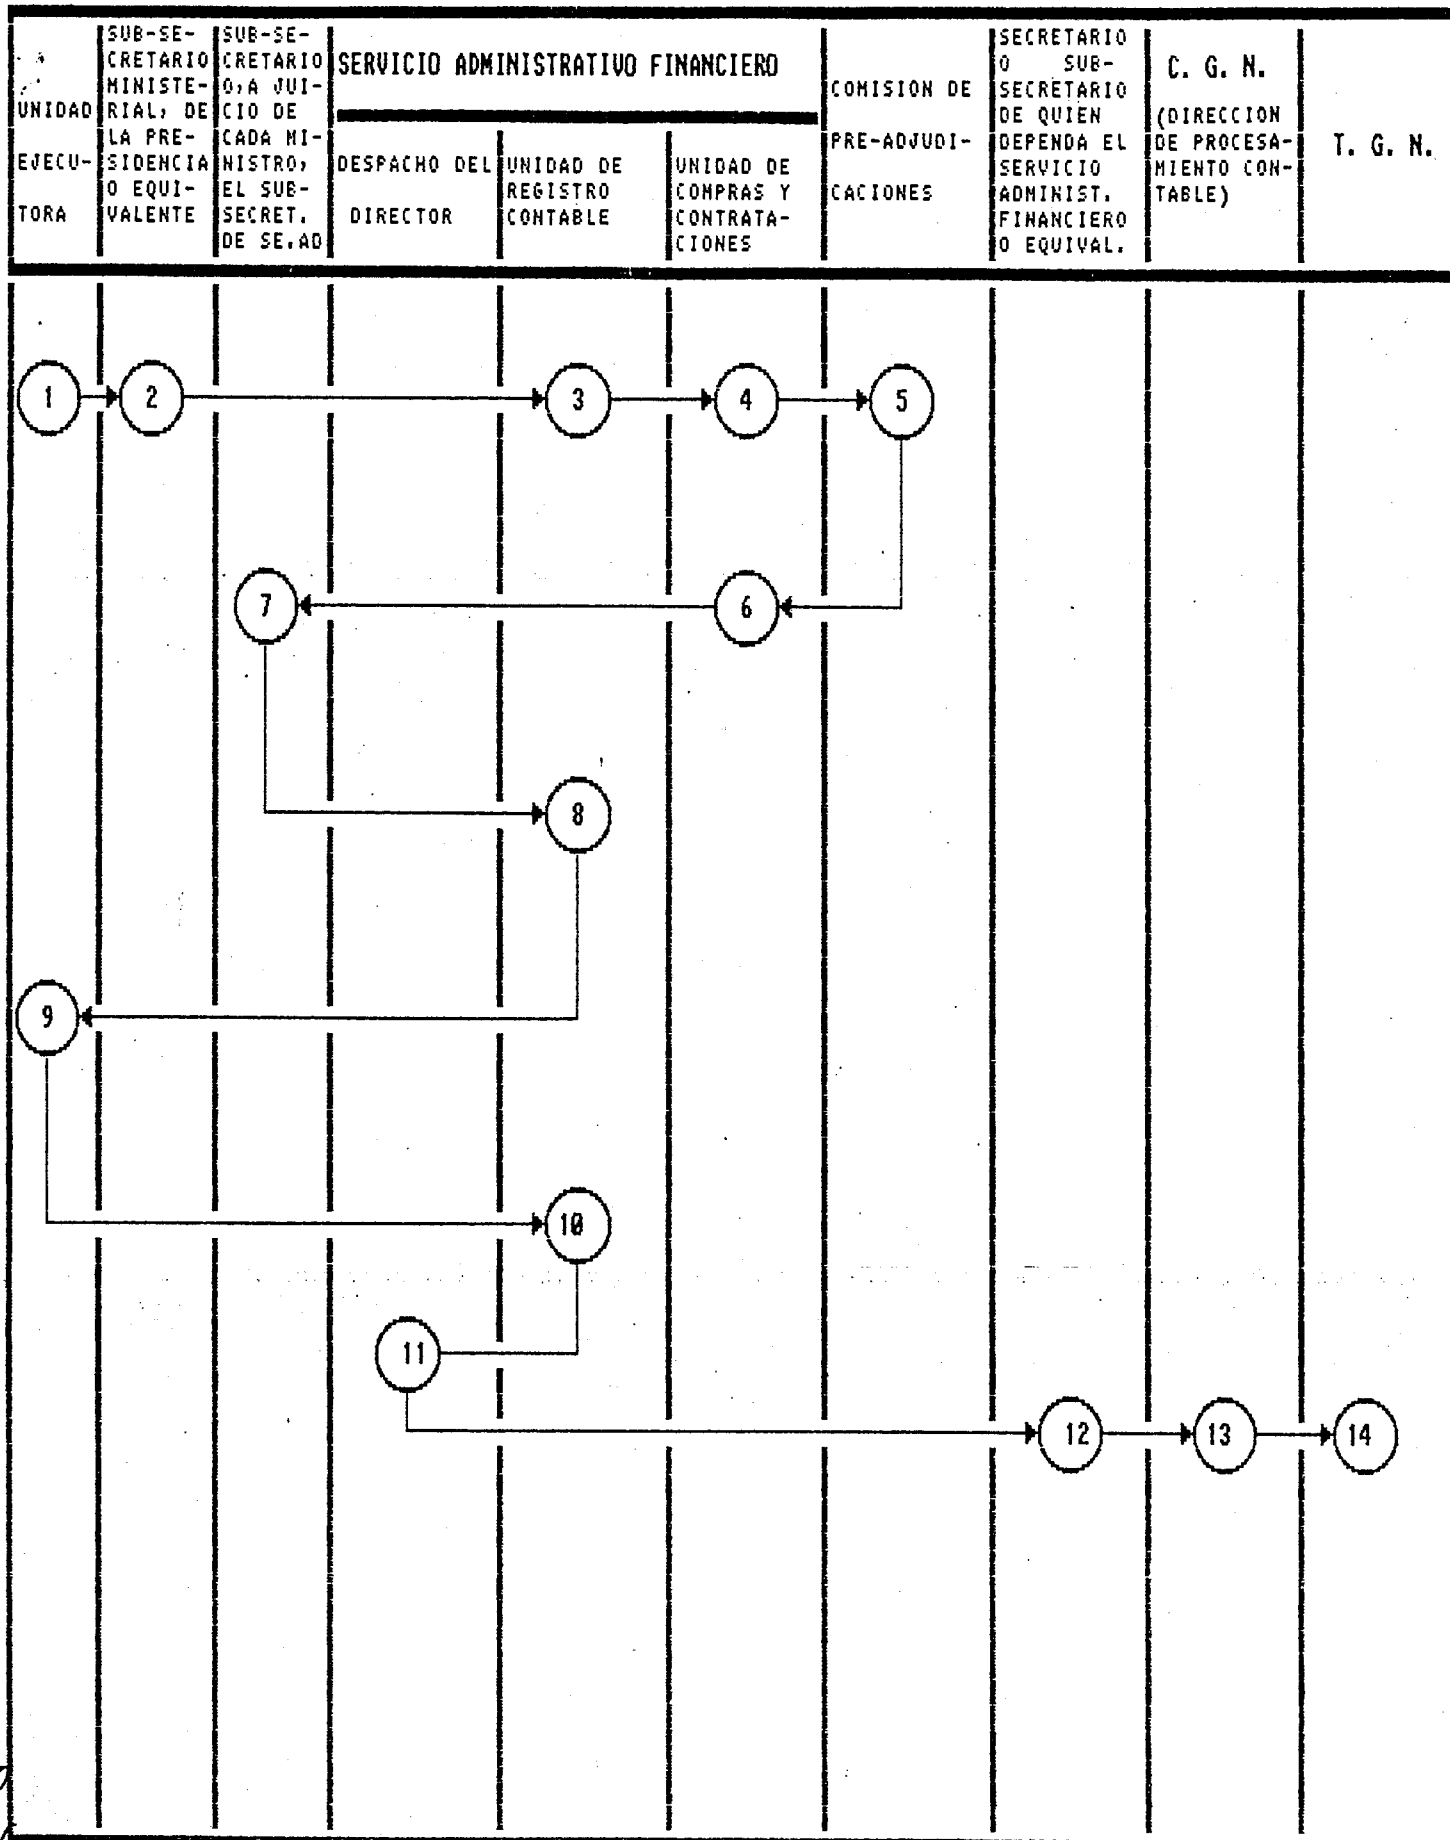 UNIDAD
EJECU-
TORA
SUB-SE-
CRETARIO
MINISTE-
RIAL, DE
LA PRE-
SIDENCIA
O EQUI-
VALENTE
SUB-SE-
CRETARIO
O,A JUI-
CIO DE
CADA MI-
NISTRO,
EL SUB-
SECRET.
DE SE.AD
SERVICIO ADMINISTRATIVO FINANCIERO
DESPACHO DEL
DIRECTOR
UNIDAD DE
REGISTRO
CONTABLE
UNIDAD DE
COMPRAS Y
CONTRATA-
CIONES
COMISION DE
PRE-ADJUDI-
CACIONES
SECRETARIO
O SUB-
SECRETARIO
DE QUIEN
DEPENDA EL
SERVICIO
ADMINIST.
FINANCIERO
O EQUIVAL.
C. G. N.
(DIRECCION
DE PROCESA-
MIENTO CON-
TABLE)
T. G. N.
1 2 3 4 5
7 6
8
9
10
11
12 13 14